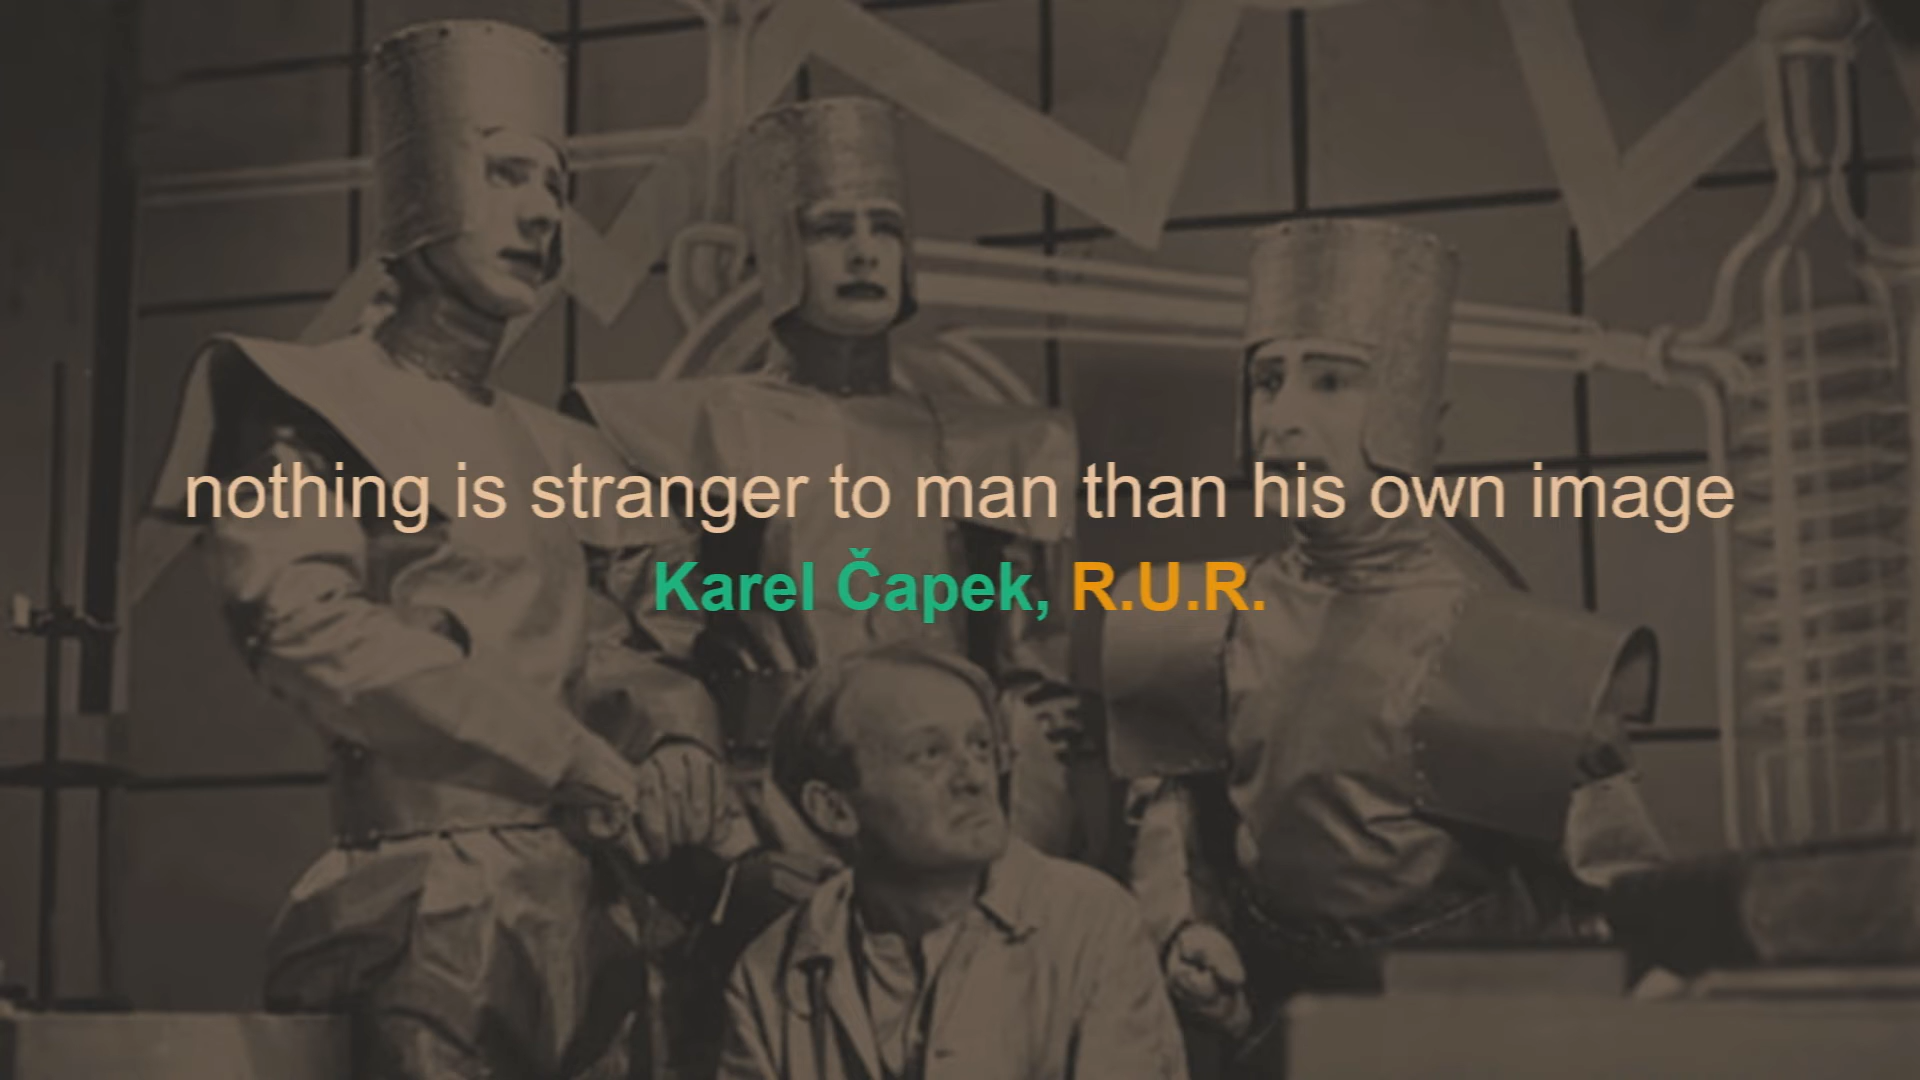 nothing is stranger to man than his own image
Karel Čapek, R.U.R.